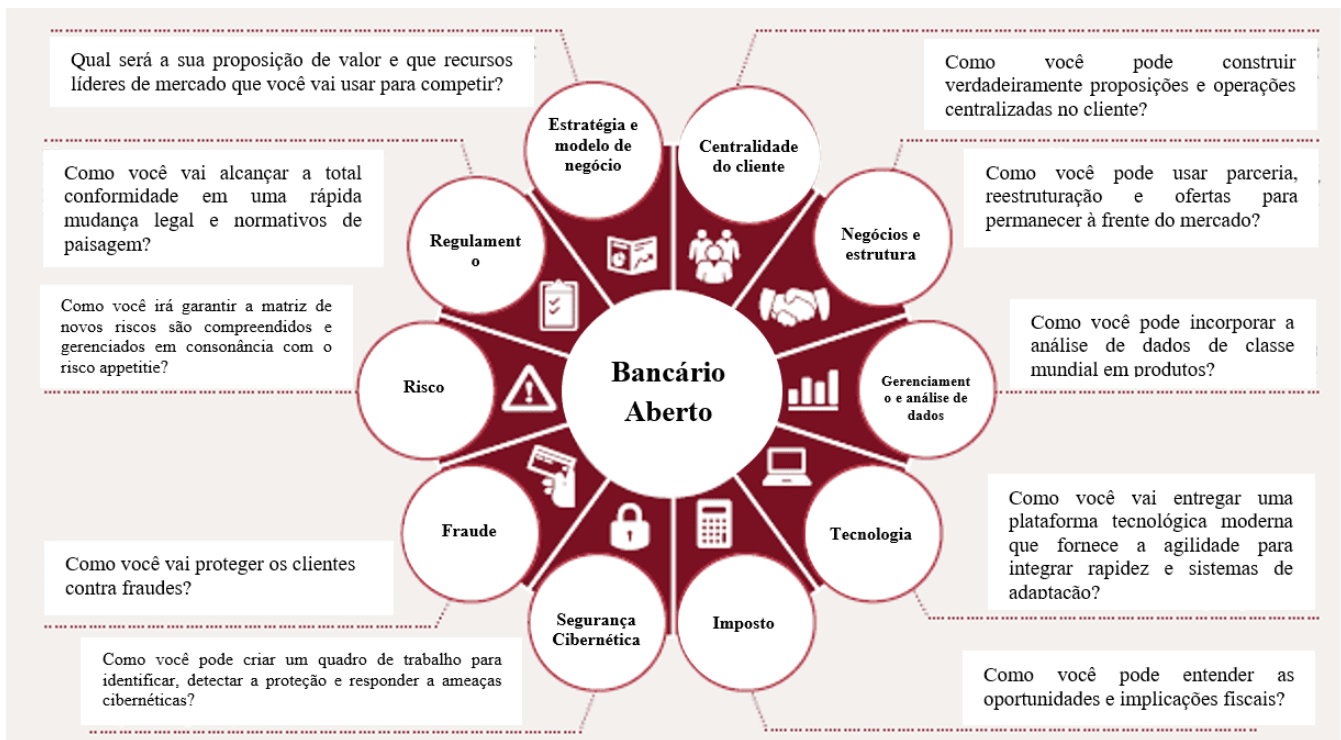 Qual será a sua proposição de valor e que recursos
líderes de mercado que você vai usar para competir?
Como você pode construir
verdadeiramente proposições e operações
centralizadas no cliente?
Estratégia e
modelo de
negócio
Centralidade
do cliente
Como você vai alcançar a total
conformidade em uma rápida
mudança legal e normativos de
paisagem?
Como você pode usar parceria,
reestruturação e ofertas para
permanecer à frente do mercado?
Regulament
o
Negócios e
estrutura
Como você irá garantir a matriz de
novos riscos são compreendidos e
gerenciados em consonância com o
risco appetitie?
Como você pode incorporar a
análise de dados de classe
mundial em produtos?
Risco
Bancário
Aberto
Gerenciament
o e análise de
dados
Como você vai entregar uma
plataforma tecnológica moderna
que fornece a agilidade para
integrar rapidez e sistemas de
adaptação?
Fraude
Tecnologia
Como você vai proteger os clientes
contra fraudes?
Segurança
Cibernética
Imposto
Como você pode criar um quadro de trabalho para
identificar, detectar a proteção e responder a ameaças
cibernéticas?
Como você pode entender as
oportunidades e implicações fiscais?